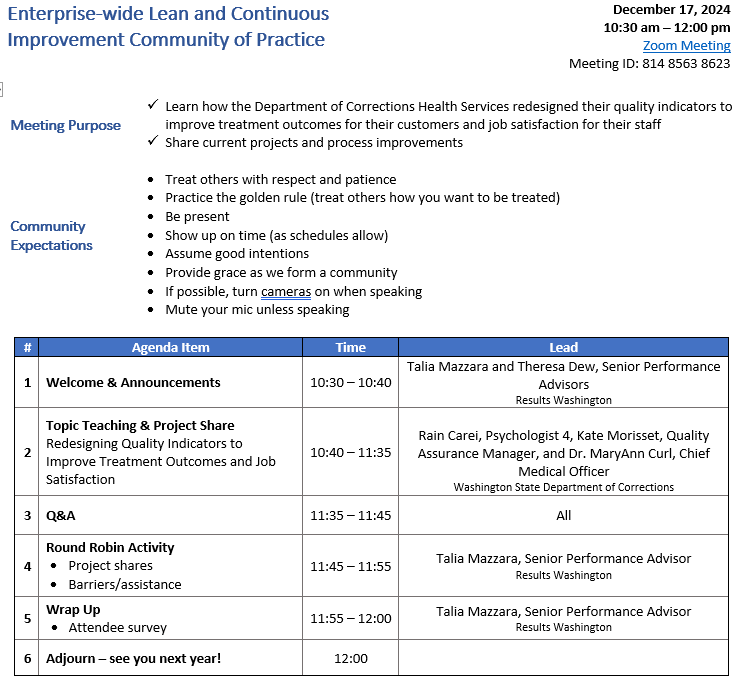 Enterprise-wide Lean and Continuous
Improvement Community of Practice
December 17, 2024
10:30 am – 12:00 pm
Zoom Meeting
Meeting ID: 814 8563 8623
Meeting Purpose
✓ Learn how the Department of Corrections Health Services redesigned their quality indicators to
improve treatment outcomes for their customers and job satisfaction for their staff
✓ Share current projects and process improvements
Community
Expectations
• Treat others with respect and patience
• Practice the golden rule (treat others how you want to be treated)
• Be present
• Show up on time (as schedules allow)
• Assume good intentions
• Provide grace as we form a community
• If possible, turn cameras on when speaking
• Mute your mic unless speaking
# Agenda Item Time Lead
1 Welcome & Announcements 10:30 – 10:40
Talia Mazzara and Theresa Dew, Senior Performance
Advisors
Results Washington
2
Topic Teaching & Project Share
Redesigning Quality Indicators to
Improve Treatment Outcomes and Job
Satisfaction
10:40 – 11:35
Rain Carei, Psychologist 4, Kate Morisset, Quality
Assurance Manager, and Dr. MaryAnn Curl, Chief
Medical Officer
Washington State Department of Corrections
3 Q&A 11:35 – 11:45 All
4
Round Robin Activity
• Project shares
• Barriers/assistance
11:45 – 11:55
Talia Mazzara, Senior Performance Advisor
Results Washington
5
Wrap Up
• Attendee survey
11:55 – 12:00
Talia Mazzara, Senior Performance Advisor
Results Washington
6 Adjourn – see you next year! 12:00